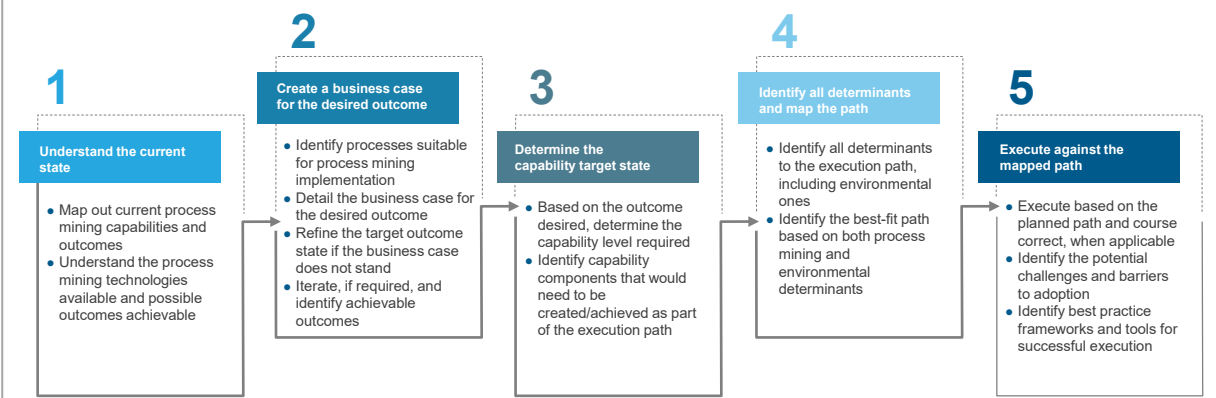 1
Understand the current
state
● Map out current process
mining capabilities and
outcomes
● Understand the process
mining technologies
available and possible
outcomes achievable
2
Create a business case
for the desired outcome
● Identify processes suitable
for process mining
implementation
● Detail the business case for
the desired outcome
● Refine the target outcome
state if the business case
does not stand
● Iterate, if required, and
identify achievable
outcomes
3
Determine the
capability target state
● Based on the outcome
desired, determine the
capability level required
● Identify capability
components that would
need to be
created/achieved as part
of the execution path
4
Identify all determinants
and map the path
● Identify all determinants
to the execution path,
including environmental
ones
● Identify the best-fit path
based on both process
mining and
environmental
determinants
5
Execute against the
mapped path
● Execute based on the
planned path and course
correct, when applicable
● Identify the potential
challenges and barriers
to adoption
● Identify best practice
frameworks and tools for
successful execution